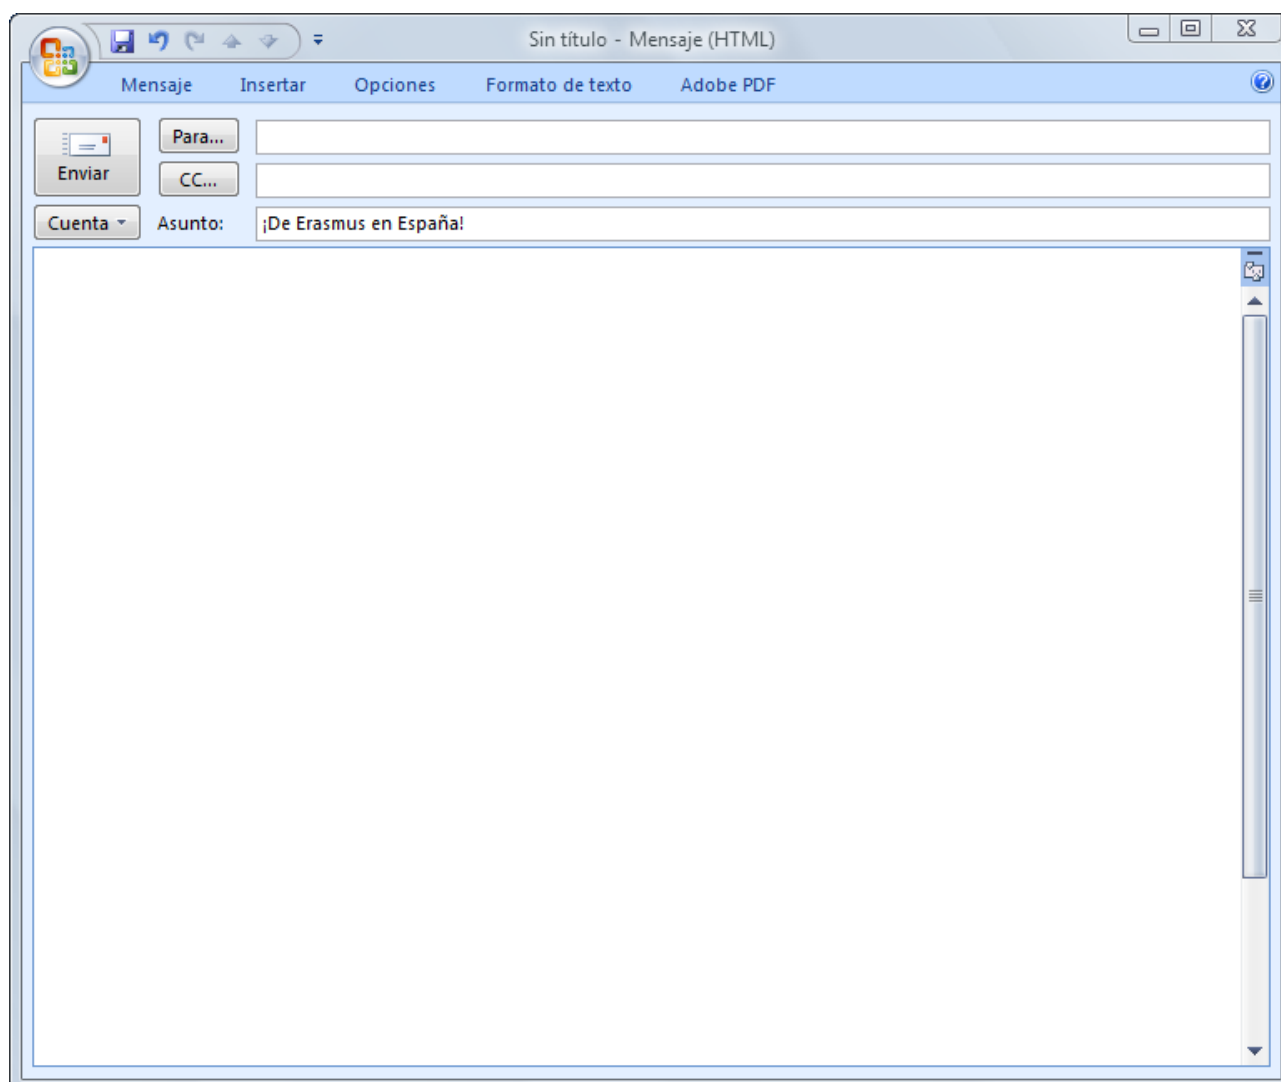 Sin título - Mensaje (HTML)
Mensaje Insertar Opciones Formato de texto Adobe PDF
Enviar
Para...
CC...
Cuenta Asunto: ¡De Erasmus en España!